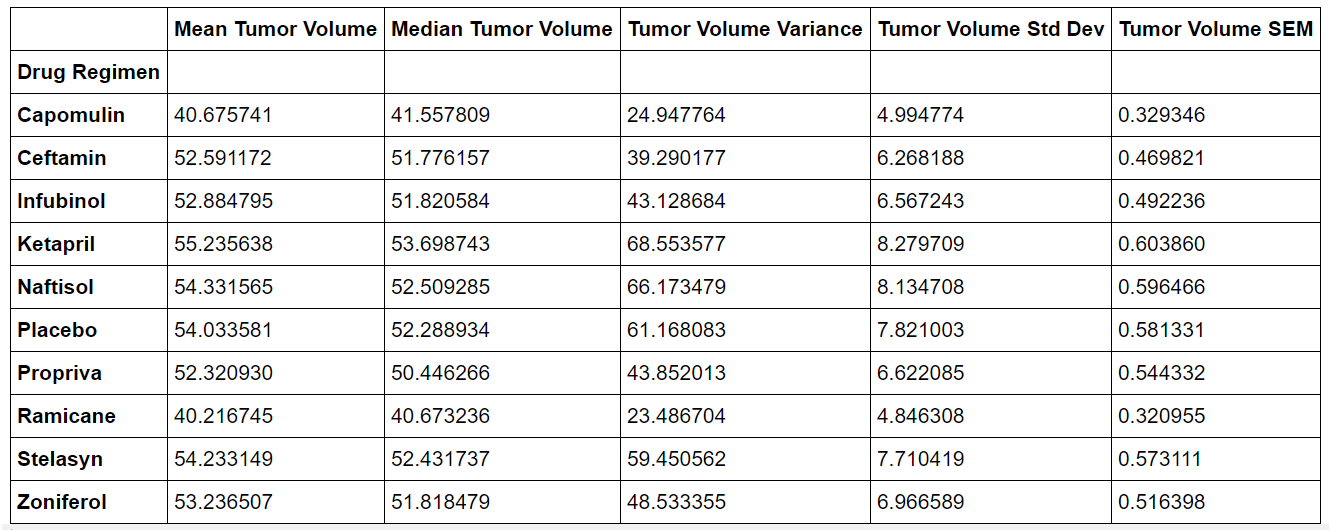 Mean Tumor Volume Median Tumor Volume Tumor Volume Variance Tumor Volume Std Dev Tumor Volume SEM
Drug Regimen
Capomulin 40.675741 41.557809 24.947764 4.994774 0.329346
Ceftamin 52.591172 51.776157 39.290177 6.268188 0.469821
Infubinol 52.884795 51.820584 43.128684 6.567243 0.492236
Ketapril 55.235638 53.698743 68.553577 8.279709 0.603860
Naftisol 54.331565 52.509285 66.173479 8.134708 0.596466
Placebo 54.033581 52.288934 61.168083 7.821003 0.581331
Propriva 52.320930 50.446266 43.852013 6.622085 0.544332
Ramicane 40.216745 40.673236 23.486704 4.846308 0.320955
Stelasyn 54.233149 52.431737 59.450562 7.710419 0.573111
Zoniferol 53.236507 51.818479 48.533355 6.966589 0.516398